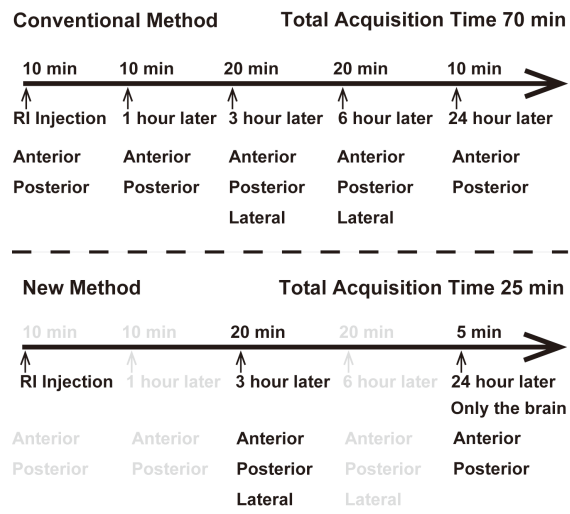 Conventional Method Total Acquisition Time 70 min
10 min 10 min 20 min 20 min 10 min
RI Injection 1 hour later 3 hour later 6 hour later 24 hour later
Anterior Anterior Anterior Anterior Anterior
Posterior Posterior Posterior Posterior Posterior
Lateral Lateral
New Method Total Acquisition Time 25 min
10 min 10 min 20 min 20 min 5 min
RI Injection 1 hour later 3 hour later 6 hour later 24 hour later
Only the brain
Anterior Anterior Anterior Anterior Anterior
Posterior Posterior Posterior Posterior Posterior
Lateral Lateral